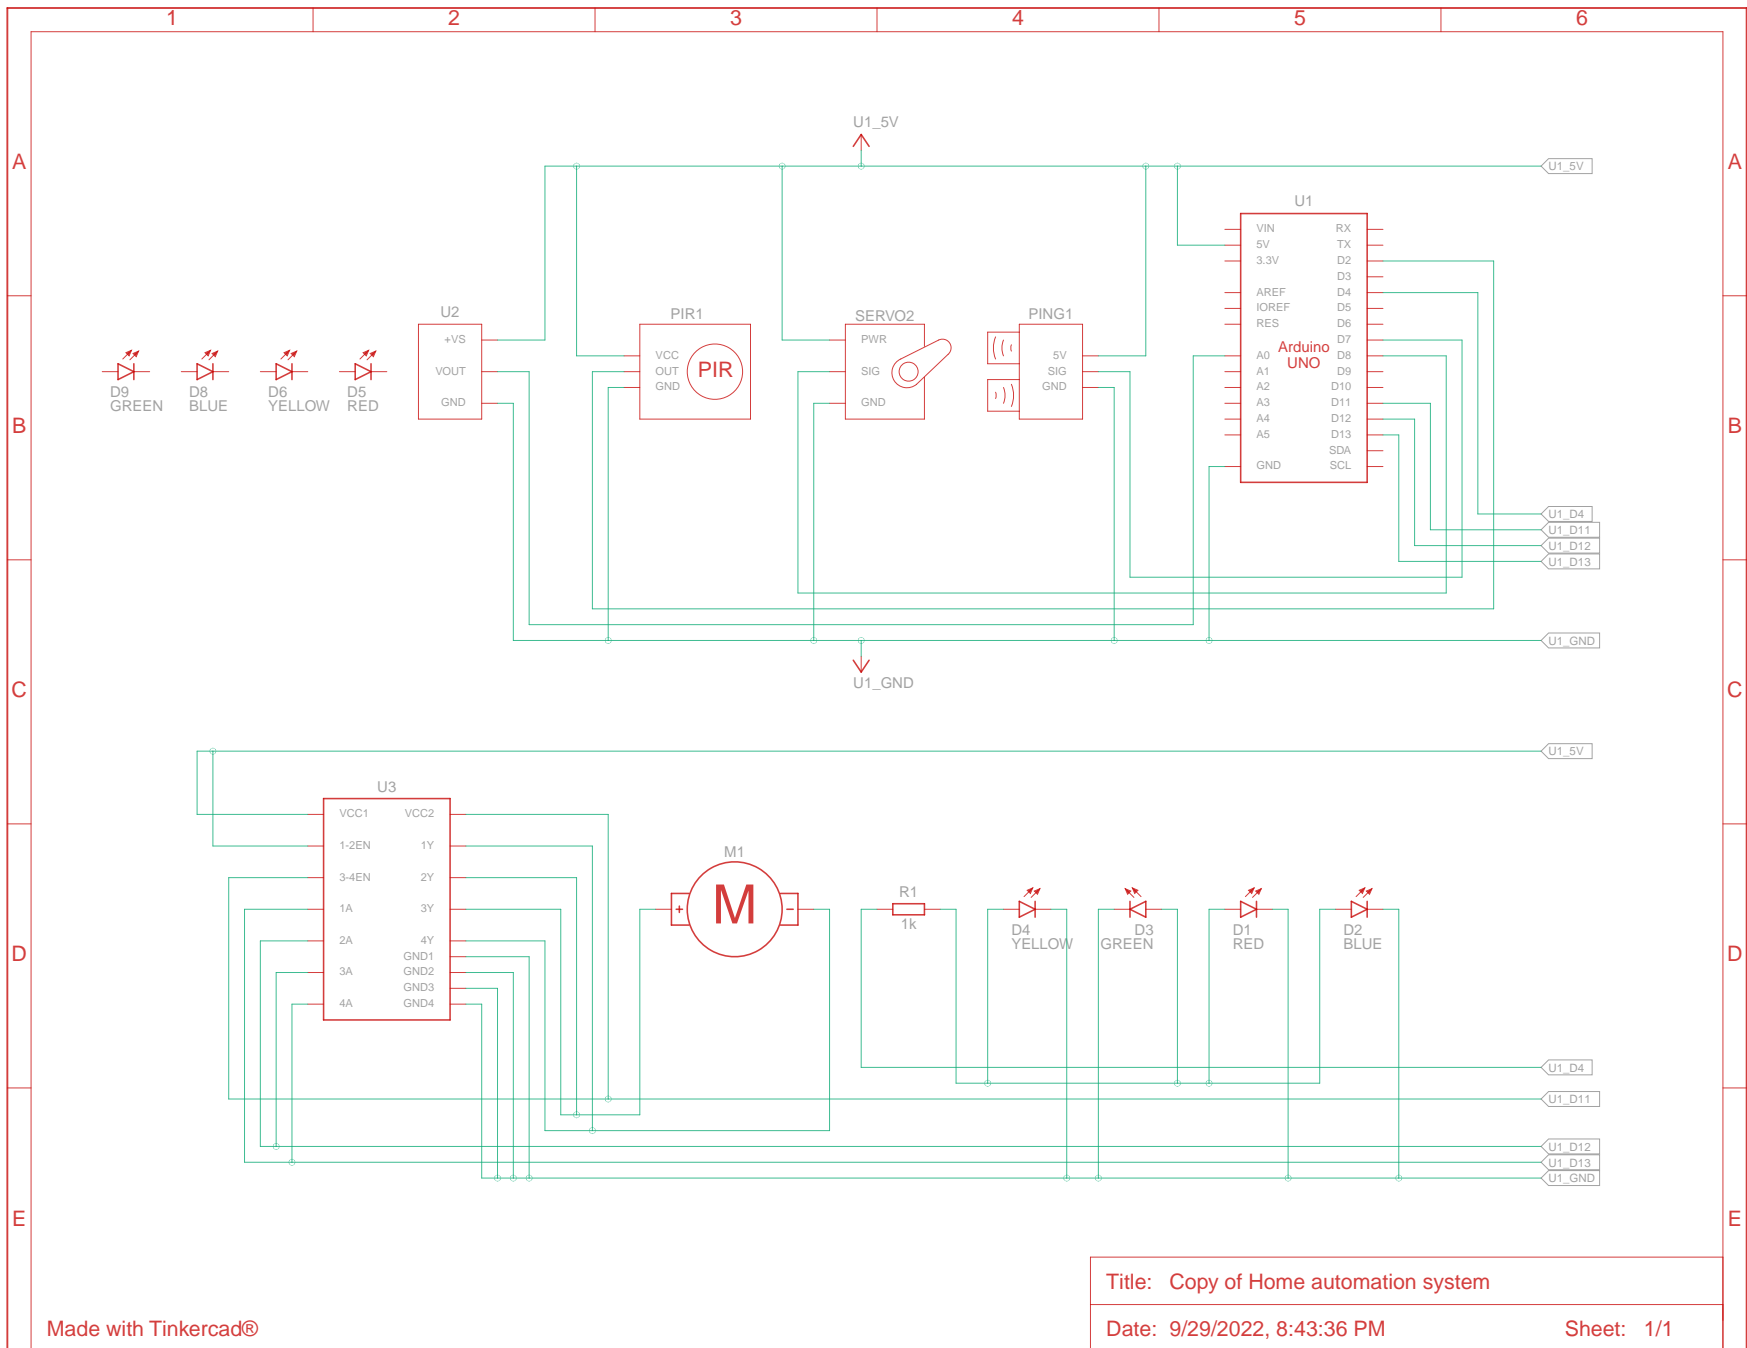 1 2 3 4 5 6
U1_5V
A A
U1_5V
U1
VIN RX
5V TX
3.3V D2
D3
AREF D4
IOREF D5
RES D6
D7
A0 D8
A1 D9
A2 D10
A3 D11
A4 D12
A5 D13
SDA
GND SCL
Arduino
UNO
U2
+VS
VOUT
GND
PIR1
VCC
OUT
GND
PIR
SERVO2
PWR
SIG
GND
PING1
5V
SIG
GND
D9
GREEN
D8
BLUE
D6
YELLOW
D5
RED
B B
U1_D4
U1_D11
U1_D12
U1_D13
U1_GND
U1_GND
C C
U1_5V
U3
VCC1 VCC2
1-2EN 1Y
3-4EN 2Y
1A 3Y
2A 4Y
GND1
3A GND2
GND3
4A GND4
M1
+ M -
R1
1k
D4
YELLOW
D3
GREEN
D1
RED
D2
BLUE
D D
U1_D4
U1_D11
U1_D12
U1_D13
U1_GND
E E
Title: Copy of Home automation system
Made with Tinkercad®
Date: 9/29/2022, 8:43:36 PM Sheet: 1/1